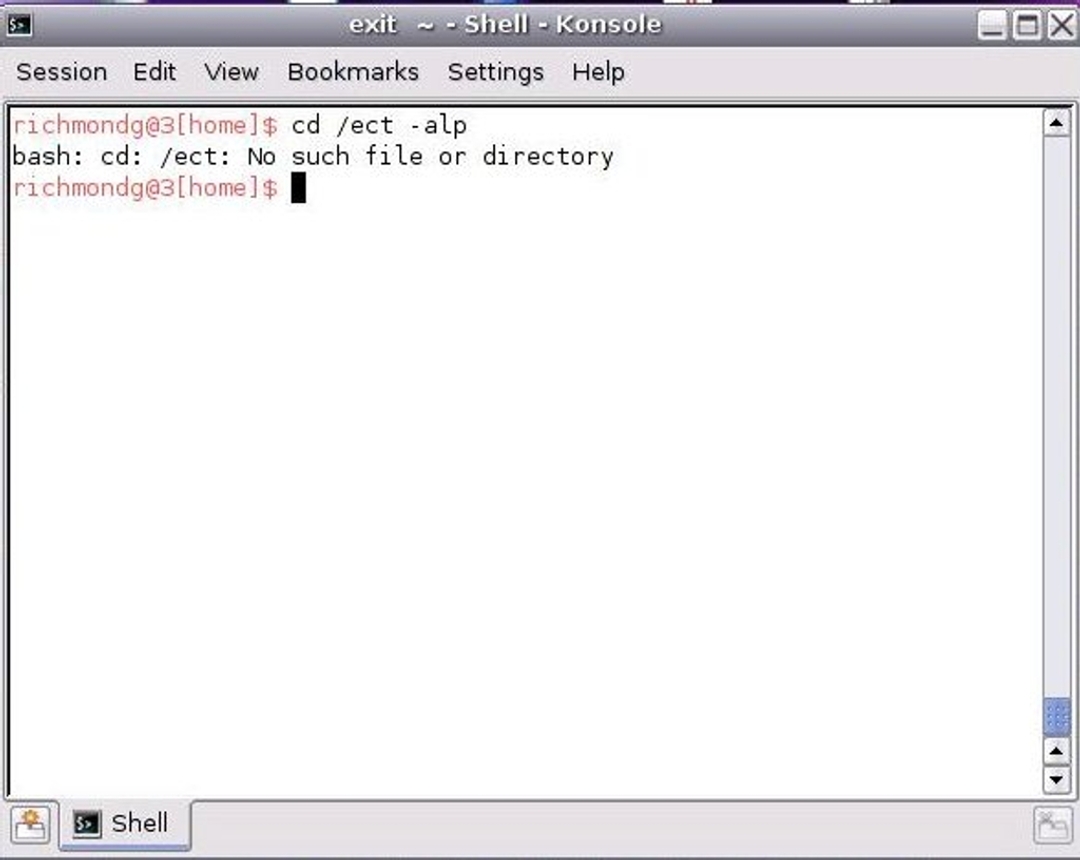 exit ~ - Shell - Konsole
Session Edit View Bookmarks Settings Help
richmondg@3[home]$ cd /ect -alp
bash: cd: /ect: No such file or directory
richmondg@3[home]$
Shell